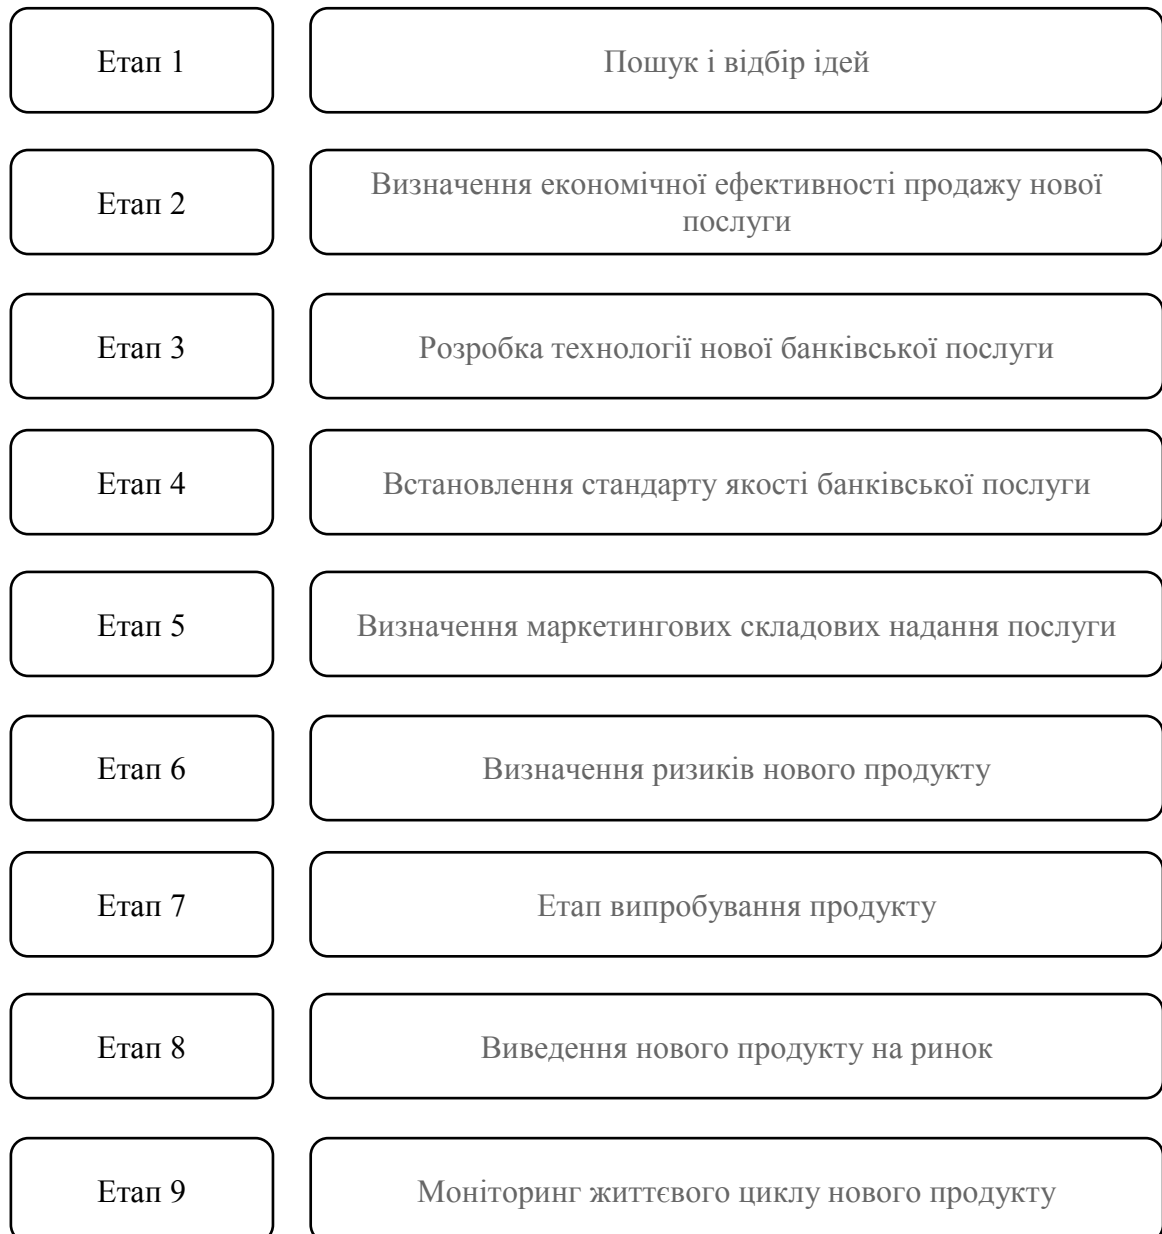 Етап 1
Пошук і відбір ідей
Етап 2
Визначення економічної ефективності продажу нової
послуги
Етап 3
Розробка технології нової банківської послуги
Етап 4
Встановлення стандарту якості банківської послуги
Етап 5
Визначення маркетингових складових надання послуги
Етап 6
Визначення ризиків нового продукту
Етап 7
Етап випробування продукту
Етап 8
Виведення нового продукту на ринок
Етап 9
Моніторинг життєвого циклу нового продукту